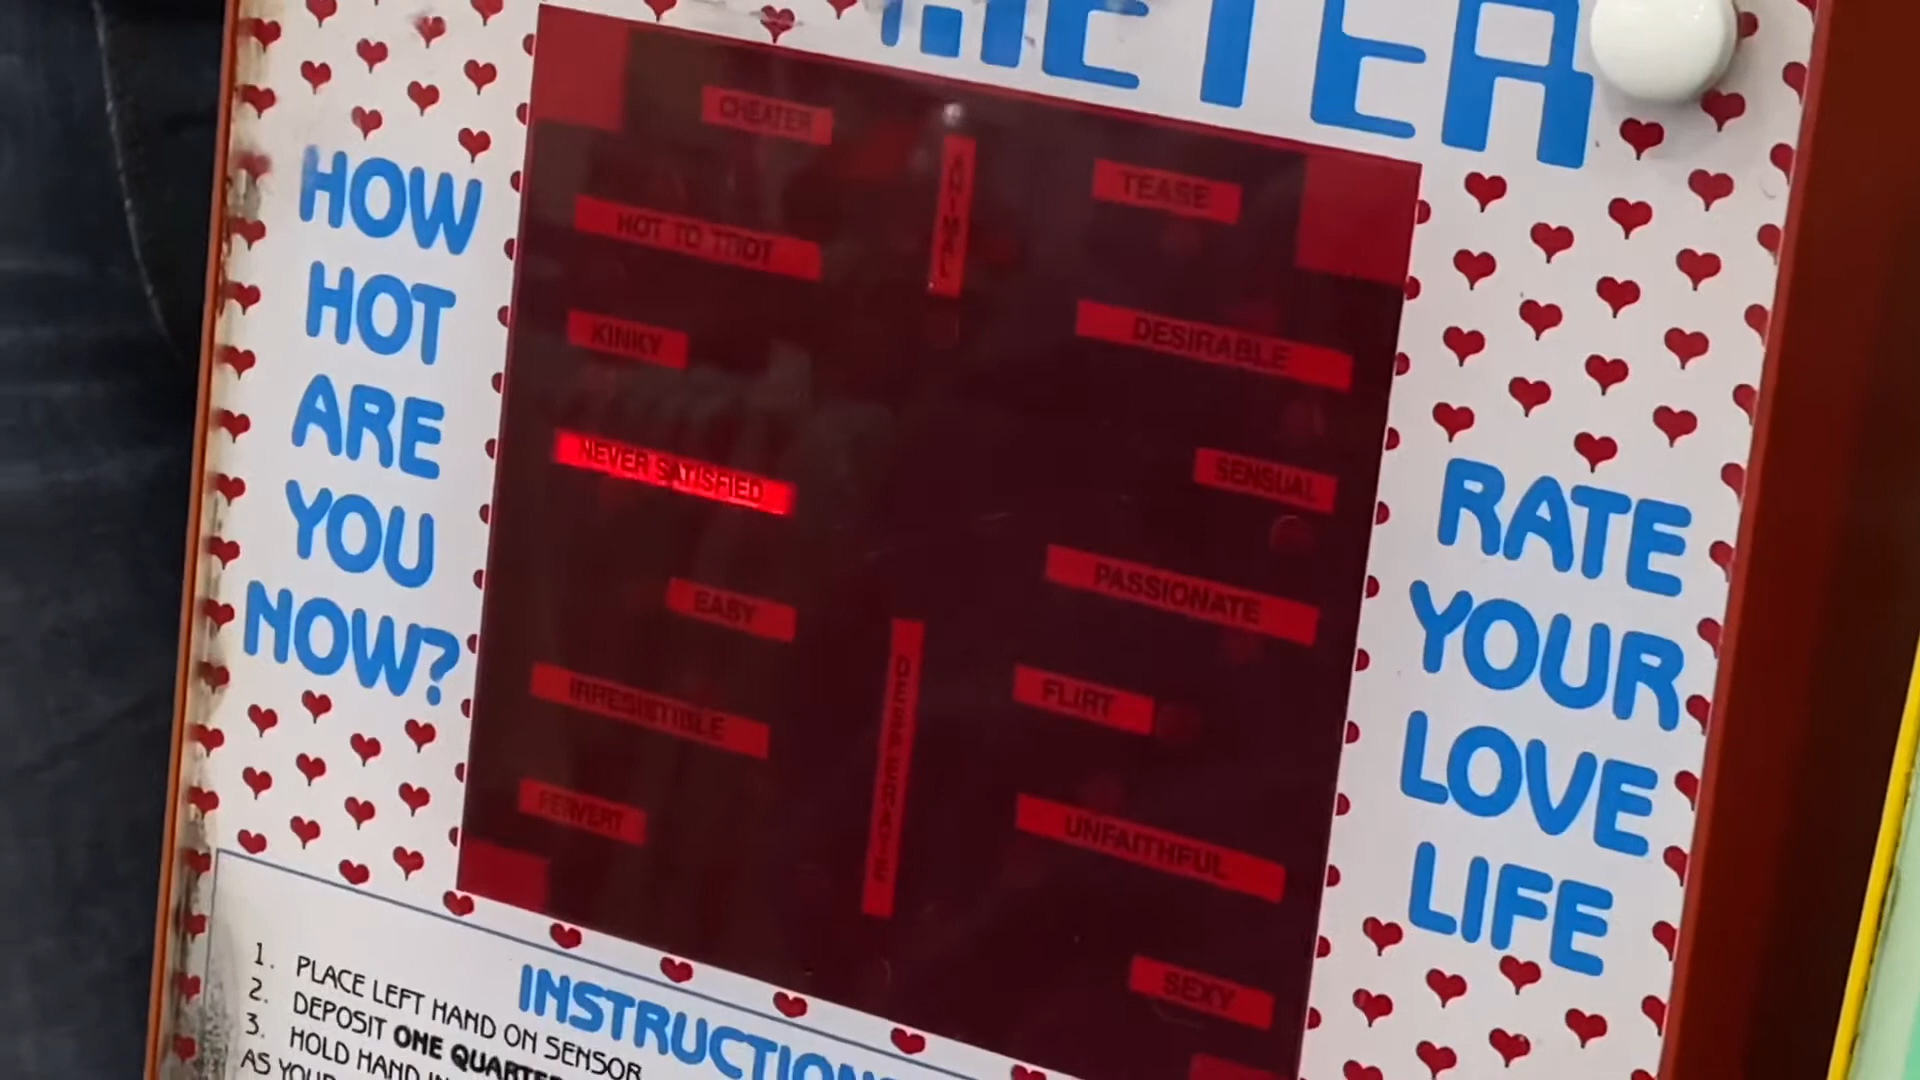 METER
HOW
HOT
ARE
YOU
NOW?
CHEATER
HOT TO TROT
KINKY
NEVER SATISFIED
EASY
IRRESISTIBLE
PERVERT
ANIMAL
DESPERATE
TEASE
DESIRABLE
SENSUAL
PASSIONATE
FLIRT
UNFAITHFUL
SEXY
RATE
YOUR
LOVE
LIFE
INSTRUCTION
1. PLACE LEFT HAND ON SENSOR
2. DEPOSIT ONE QUARTER
3. HOLD HAND
AS YOUR